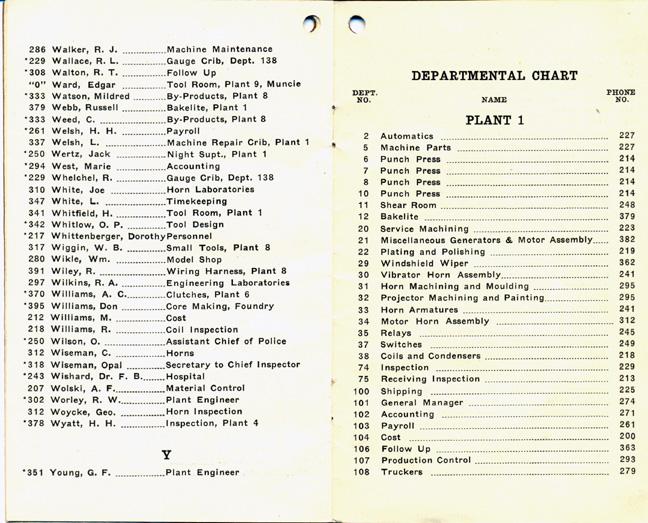 286 Walker, R. J. ............Machine Maintenance
*229 Wallace, R. L. ............Gauge Crib, Dept. 138
*308 Walton, R. T. ............Follow Up
"0" Ward, Edgar ............Tool Room, Plant 9, Muncie
*333 Watson, Mildred ............By-Products, Plant 8
379 Webb, Russell ............Bakelite, Plant 1
*333 Weed, C. ............By-Products, Plant 8
*261 Welsh, H. H. ............Payroll
337 Welsh, L. ............Machine Repair Crib, Plant 1
*250 Wertz, Jack ............Night Supt., Plant 1
*294 West, Marie ............Accounting
*229 Whelchel, R. ............Gauge Crib, Dept. 138
310 White, Joe ............Horn Laboratories
347 White, L. ............Timekeeping
341 Whitfield, H. ............Tool Room, Plant 1
*342 Whitlow, O. P. ............Tool Design
*217 Whittenberger, Dorothy Personnel
317 Wiggin, W. B. ............Small Tools, Plant 8
280 Wikle, Wm. ............Model Shop
391 Wiley, R. ............Wiring Harness, Plant 8
297 Wilkins, R. A. ............Engineering Laboratories
*370 Williams, A. C. ............Clutches, Plant 6
*395 Williams, Don ............Core Making, Foundry
212 Williams, M. ............Cost
218 Williams, R. ............Coil Inspection
*250 Wilson, O. ............Assistant Chief of Police
312 Wiseman, C. ............Horns
*318 Wiseman, Opal ............Secretary to Chief Inspector
*243 Wishard, Dr. F. B. ............Hospital
207 Wolski, A. F. ............Material Control
*302 Worley, R. W. ............Plant Engineer
312 Woycke, Geo. ............Horn Inspection
*378 Wyatt, H. H. ............Inspection, Plant 4
Y
*351 Young, G. F. ............Plant Engineer
DEPARTMENTAL CHART
DEPT. NO. NAME PHONE NO.
PLANT 1
2 Automatics ............ 227
5 Machine Parts ............ 227
6 Punch Press ............ 214
7 Punch Press ............ 214
8 Punch Press ............ 214
10 Punch Press ............ 214
11 Shear Room ............ 248
12 Bakelite ............ 379
20 Service Machining ............ 223
21 Miscellaneous Generators & Motor Assembly...... 382
22 Plating and Polishing ............ 219
29 Windshield Wiper ............ 362
30 Vibrator Horn Assembly............ 241
31 Horn Machining and Moulding ............ 295
32 Projector Machining and Painting............ 295
33 Horn Armatures ............ 241
34 Motor Horn Assembly ............ 312
35 Relays ............ 245
37 Switches ............ 249
38 Coils and Condensers ............ 218
74 Inspection ............ 229
75 Receiving Inspection ............ 213
100 Shipping ............ 225
101 General Manager ............ 274
102 Accounting ............ 271
103 Payroll ............ 261
104 Cost ............ 200
106 Follow Up ............ 363
107 Production Control ............ 293
108 Truckers ............ 279